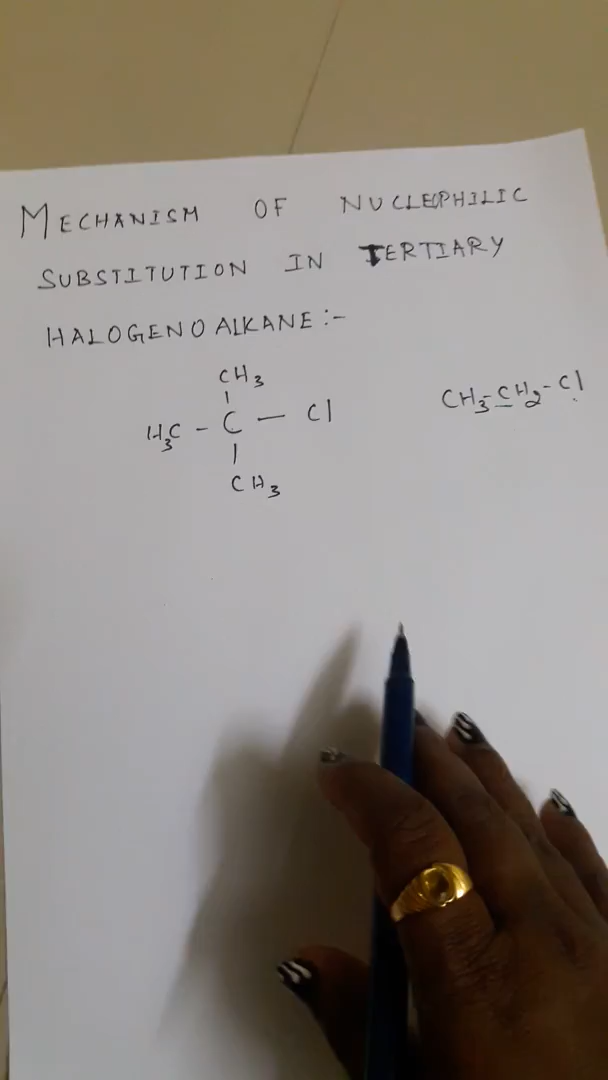 MECHANISM OF NUCLEOPHILIC
SUBSTITUTION IN TERTIARY
HALOGENOALKANE :-
CH3
H3C - C - Cl
CH3
CH3-CH2-Cl